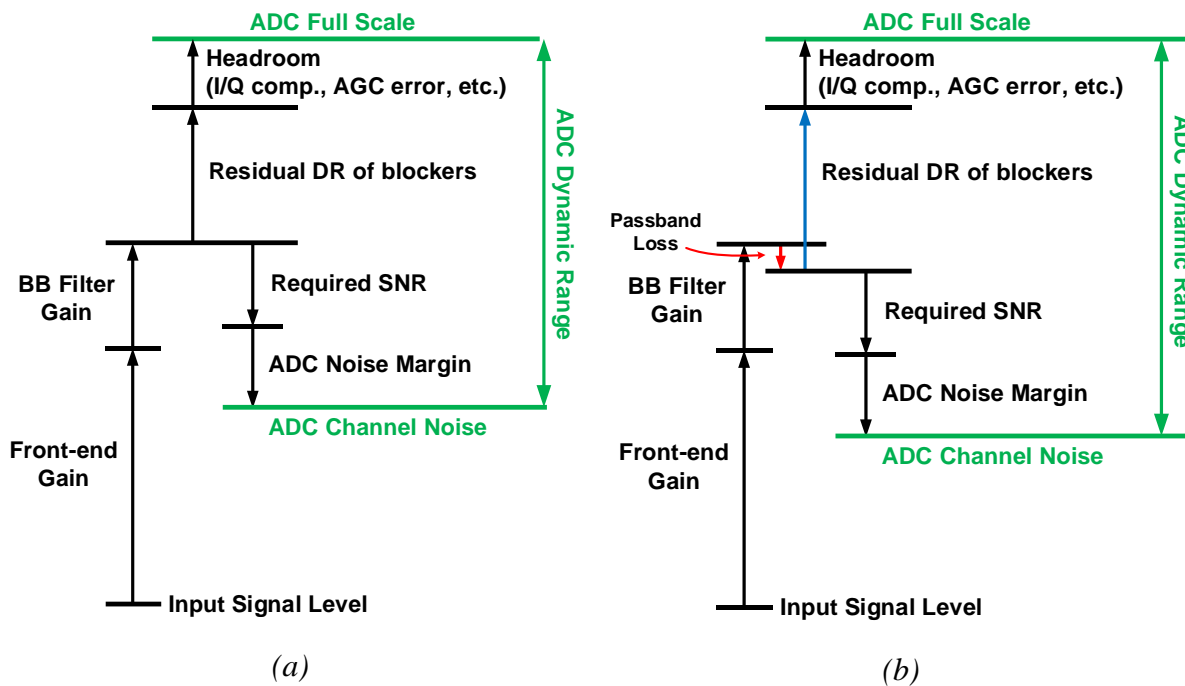 ADC Full Scale
Headroom
(I/Q comp., AGC error, etc.)
Residual DR of blockers
ADC Dynamic Range
BB Filter
Gain
Required SNR
ADC Noise Margin
ADC Channel Noise
Front-end
Gain
Input Signal Level
(a)
ADC Full Scale
Headroom
(I/Q comp., AGC error, etc.)
Residual DR of blockers
ADC Dynamic Range
Passband
Loss
BB Filter
Gain
Required SNR
ADC Noise Margin
ADC Channel Noise
Front-end
Gain
Input Signal Level
(b)